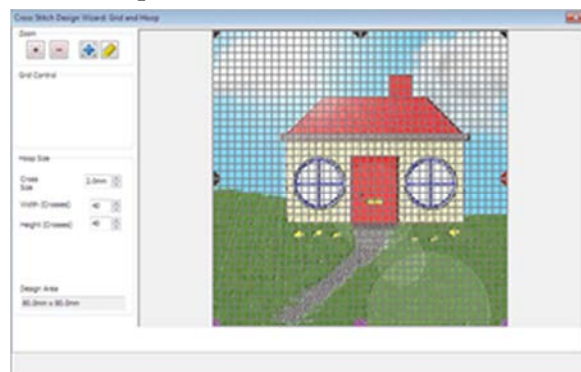 Cross Stitch Design Wizard: Grid and Hoop
Zoom
Grid Control
Hoop Size
Cross Size
2.0mm
Width (Crosses)
40
Height (Crosses)
40
Design Area
80.0mm x 80.0mm